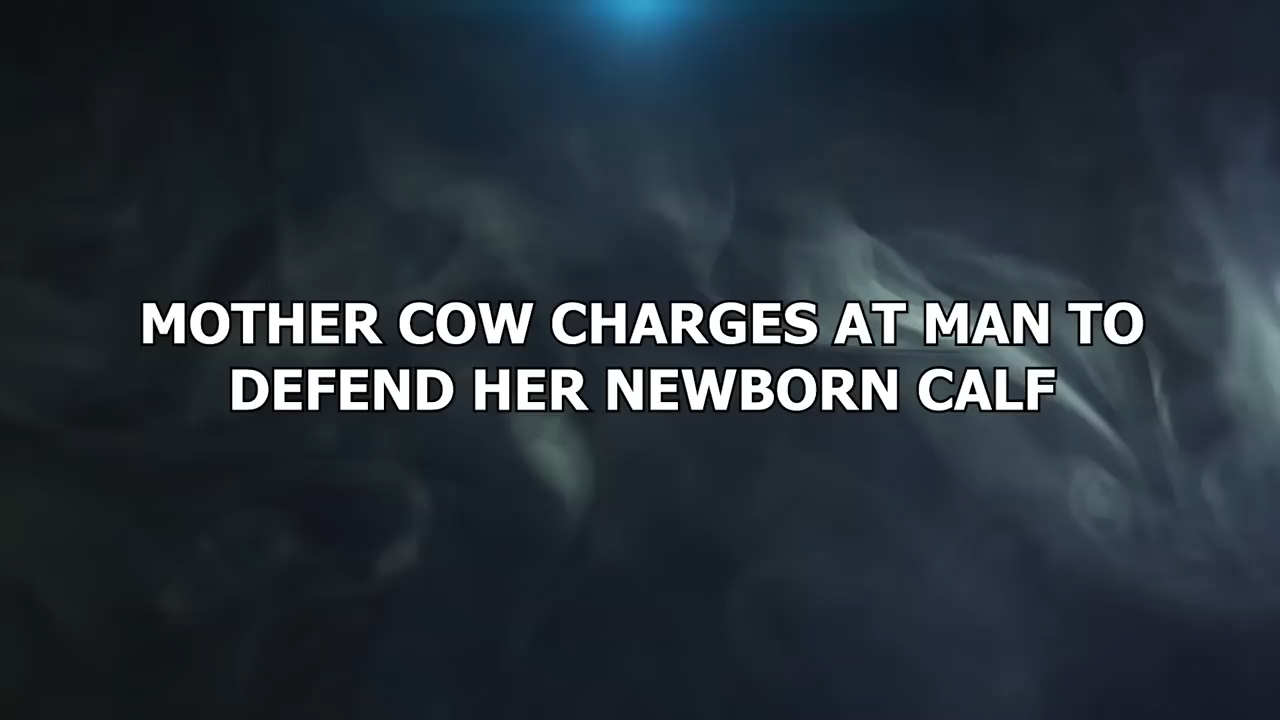 MOTHER COW CHARGES AT MAN TO
DEFEND HER NEWBORN CALF